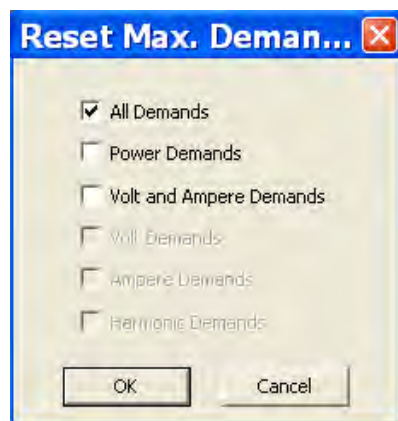 Reset Max. Deman...
All Demands
Power Demands
Volt and Ampere Demands
Volt Demands
Ampere Demands
Harmonic Demands
OK
Cancel